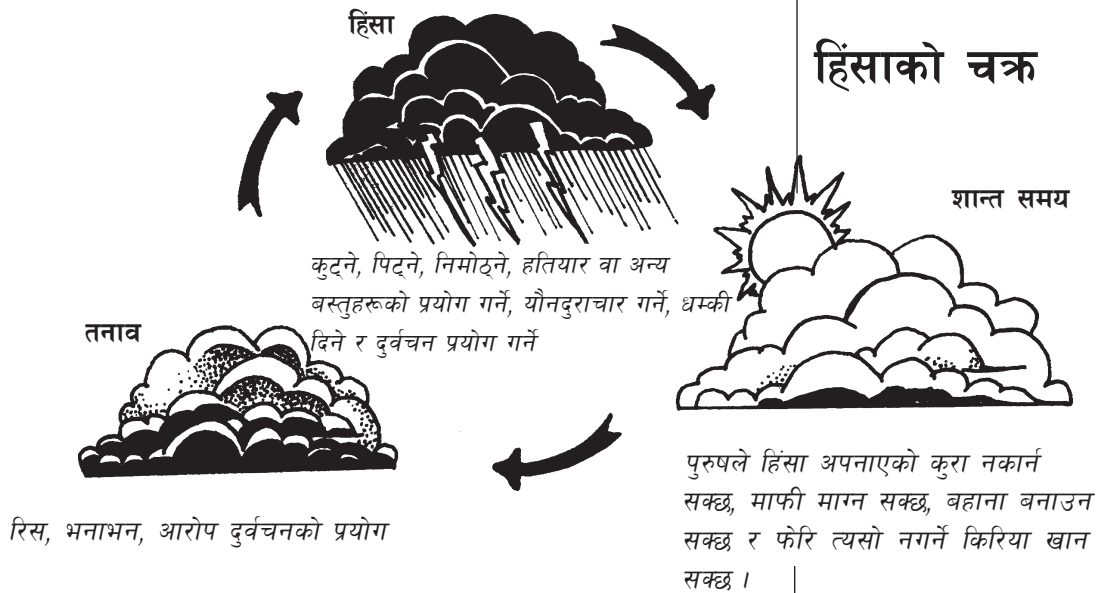 हिंसाको चक्र
हिंसा
कुट्ने, पिट्ने, निमोठ्ने, हतियार वा अन्य
बस्तुहरूको प्रयोग गर्ने, यौनदुराचार गर्ने, धम्की
दिने र दुर्वचन प्रयोग गर्ने
शान्त समय
पुरुषले हिंसा अपनाएको कुरा नकार्न
सक्छ, माफी माग्न सक्छ, बहाना बनाउन
सक्छ र फेरि त्यसो नगर्ने किरिया खान
सक्छ ।
तनाव
रिस, भनाभन, आरोप दुर्वचनको प्रयोग